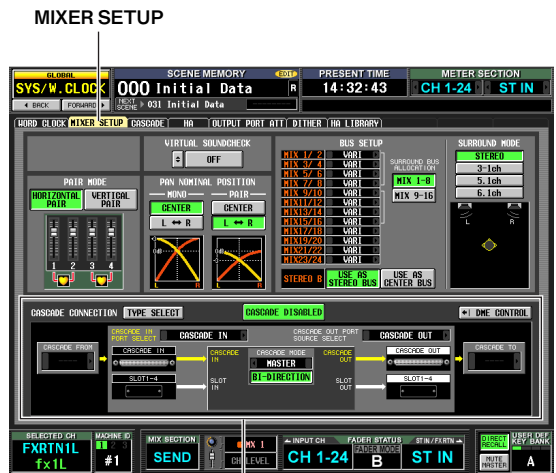 MIXER SETUP
GLOBAL SCENE MEMORY EDIT PRESENT TIME METER SECTION
SYS/W.CLOCK 000 Initial Data R 14:32:43 CH 1-24 ST IN
BACK FORWARD NEXT SCENE 031 Initial Data
WORD CLOCK MIXER SETUP CASCADE HA OUTPUT PORT ATT DITHER HA LIBRARY
VIRTUAL SOUNDCHECK BUS SETUP SURROUND MODE
OFF
MIX 1/ 2 VARI STEREO
MIX 3/ 4 VARI SURROUND BUS ALLOCATION 3-1ch
MIX 5/ 6 VARI 5.1ch
MIX 7/ 8 VARI MIX 1-8 6.1ch
PAIR MODE PAN NOMINAL POSITION
MIX 9/10 VARI MIX 9-16
HORIZONTAL PAIR VERTICAL PAIR MONO PAIR
MIX11/12 VARI
CENTER CENTER
MIX13/14 VARI
L ↔ R L ↔ R
MIX15/16 VARI
MIX17/18 VARI L R
MIX19/20 VARI
MIX21/22 VARI
MIX23/24 VARI
1 2 3 4
L R L R
STEREO B USE AS STEREO BUS USE AS CENTER BUS
CASCADE CONNECTION TYPE SELECT CASCADE DISABLED DME CONTROL
CASCADE IN PORT SELECT CASCADE IN CASCADE OUT PORT SOURCE SELECT CASCADE OUT
CASCADE FROM CASCADE IN CASCADE IN CASCADE MODE CASCADE OUT CASCADE OUT CASCADE TO
MASTER
SLOT1-4 SLOT IN BI-DIRECTION SLOT OUT SLOT1-4
SELECTED CH MACHINE ID MIX SECTION MX 1 INPUT CH FADER STATUS ST IN/FXRTN DIRECT RECALL USER DEF KEY BANK
FXRTN1L 1 2 3 SEND CH LEVEL CH 1-24 FADER MODE ST IN MUTE MASTER A
fx1L #1 B